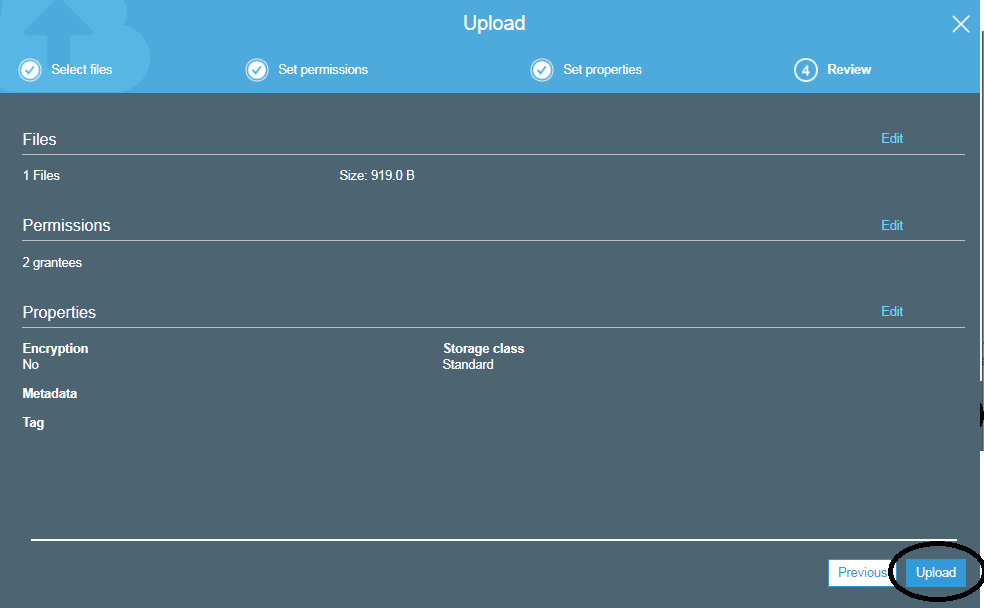 Upload
Select files
Set permissions
Set properties
4 Review
Files Edit
1 Files Size: 919.0 B
Permissions Edit
2 grantees
Properties Edit
Encryption Storage class
No Standard
Metadata
Tag
Previous Upload